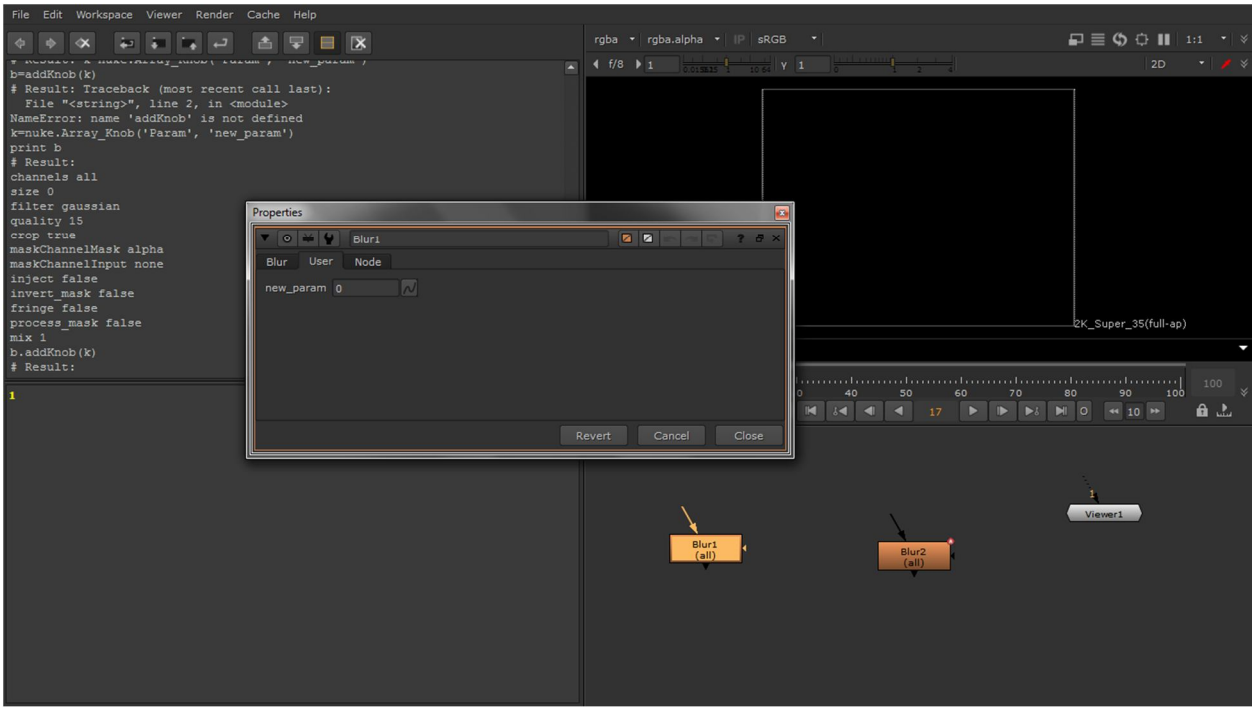 File Edit Workspace Viewer Render Cache Help
rgba rgba.alpha IP sRGB 1:1
f/8 1 Y 1 2D
b=addKnob(k)
# Result: Traceback (most recent call last):
File "<string>", line 2, in <module>
NameError: name 'addKnob' is not defined
k=nuke.Array_Knob('Param', 'new_param')
print b
# Result:
channels all
size 0
filter gaussian
quality 15
crop true
maskChannelMask alpha
maskChannelInput none
inject false
invert_mask false
fringe false
process_mask false
mix 1
b.addKnob(k)
# Result:
1
Properties
Blur1
Blur User Node
new_param 0
Revert Cancel Close
2K_Super_35(full-ap)
40 50 60 70 80 90 100 100
17 10
1
Viewer1
Blur1
(all)
Blur2
(all)